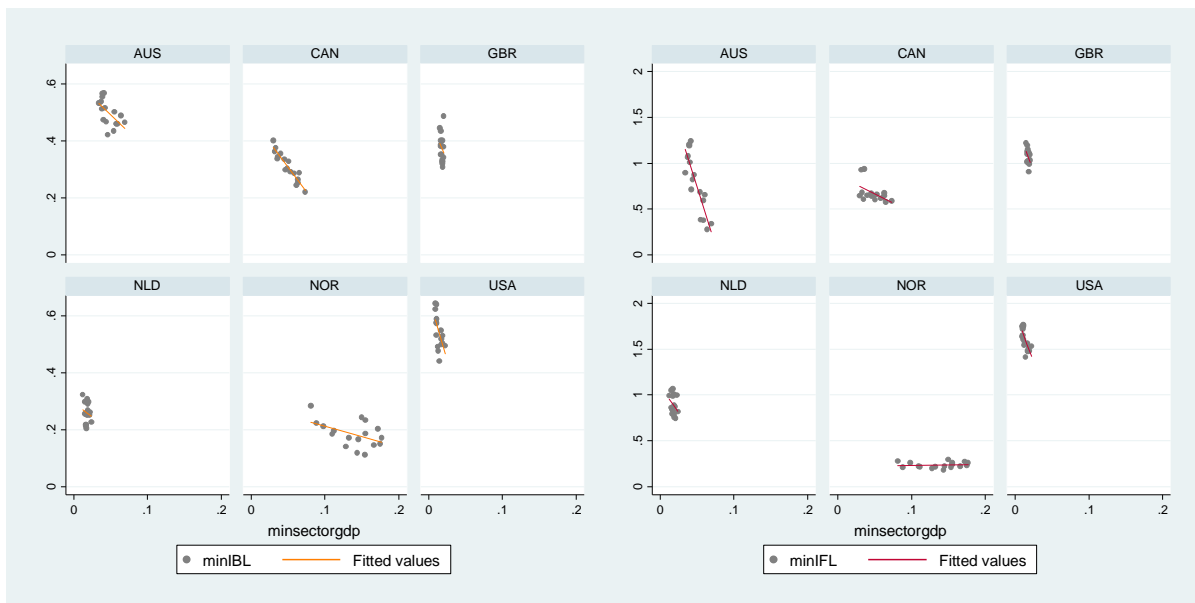 AUS CAN GBR
.6
.4
.2
0
NLD NOR USA
.6
.4
.2
0
0 .1 .2 0 .1 .2 0 .1 .2
minsectorgdp
minIBL Fitted values
AUS CAN GBR
2
1.5
1
.5
0
NLD NOR USA
2
1.5
1
.5
0
0 .1 .2 0 .1 .2 0 .1 .2
minsectorgdp
minIFL Fitted values